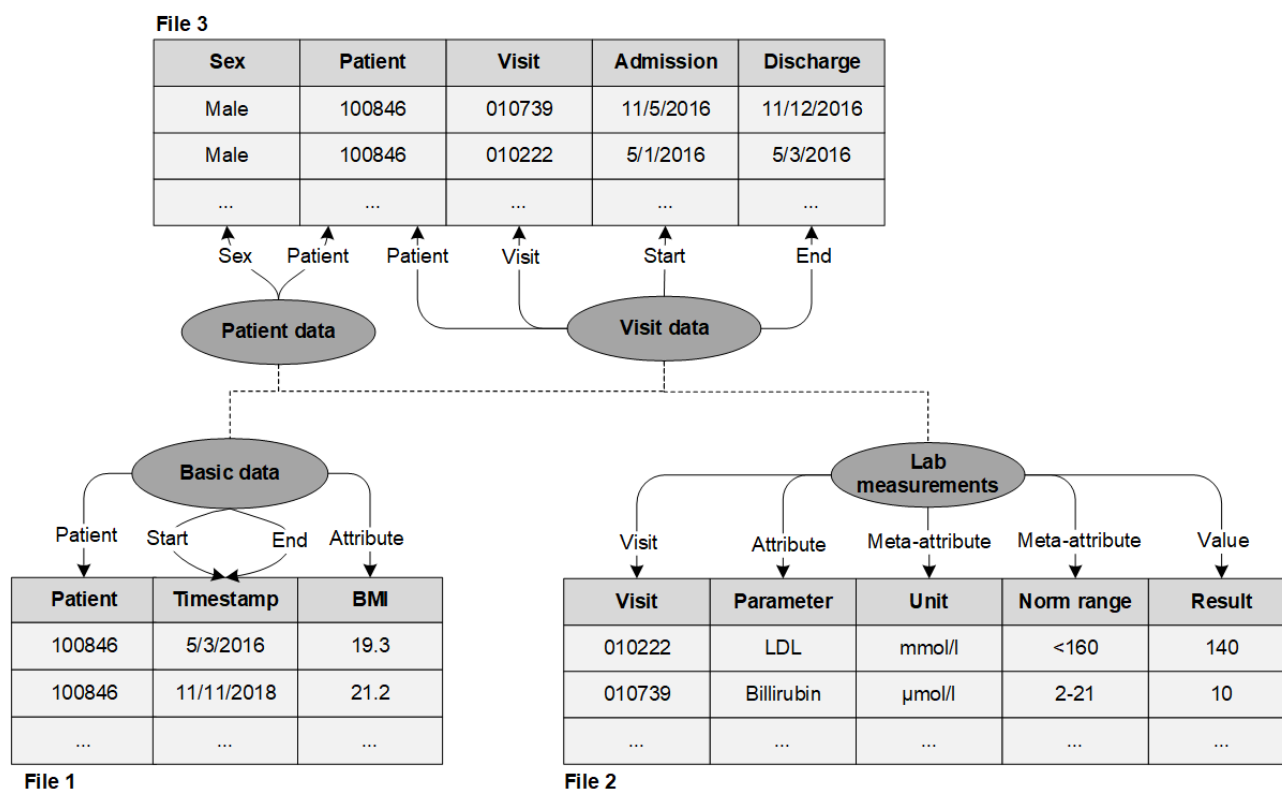 File 3
Sex Patient Visit Admission Discharge
Male 100846 010739 11/5/2016 11/12/2016
Male 100846 010222 5/1/2016 5/3/2016
... ... ... ... ...
Sex Patient Patient Visit Start End
Patient data
Visit data
Basic data
Lab
measurements
Patient Start End Attribute
Visit Attribute Meta-attribute Meta-attribute Value
Patient Timestamp BMI
100846 5/3/2016 19.3
100846 11/11/2018 21.2
... ... ...
File 1
Visit Parameter Unit Norm range Result
010222 LDL mmol/l <160 140
010739 Billirubin µmol/l 2-21 10
... ... ... ... ...
File 2